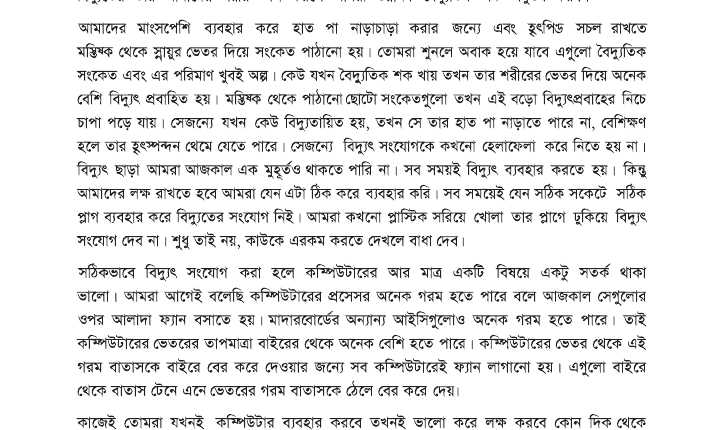 আমাদের মাংসপেশি ব্যবহার করে হাত পা নাড়াচাড়া করার জন্যে এবং হৃৎপিণ্ড সচল রাখতে
মস্তিষ্ক থেকে স্নায়ুর ভেতর দিয়ে সংকেত পাঠানো হয়। তোমরা শুনলে অবাক হয়ে যাবে এগুলো বৈদ্যুতিক
সংকেত এবং এর পরিমাণ খুবই অল্প। কেউ যখন বৈদ্যুতিক শক খায় তখন তার শরীরের ভেতর দিয়ে অনেক
বেশি বিদ্যুৎ প্রবাহিত হয়। মস্তিষ্ক থেকে পাঠানো ছোটো সংকেতগুলো তখন এই বড়ো বিদ্যুৎপ্রবাহের নিচে
চাপা পড়ে যায়। সেজন্যে যখন কেউ বিদ্যুতায়িত হয়, তখন সে তার হাত পা নাড়াতে পারে না, বেশিক্ষণ
হলে তার হৃৎস্পন্দন থেমে যেতে পারে। সেজন্যে বিদ্যুৎ সংযোগকে কখনো হেলাফেলা করে নিতে হয় না।
বিদ্যুৎ ছাড়া আমরা আজকাল এক মুহূর্তও থাকতে পারি না। সব সময়ই বিদ্যুৎ ব্যবহার করতে হয়। কিন্তু
আমাদের লক্ষ রাখতে হবে আমরা যেন এটা ঠিক করে ব্যবহার করি। সব সময়েই যেন সঠিক সকেটে সঠিক
প্লাগ ব্যবহার করে বিদ্যুতের সংযোগ নিই। আমরা কখনো প্লাস্টিক সরিয়ে খোলা তার প্লাগে ঢুকিয়ে বিদ্যুৎ
সংযোগ দেব না। শুধু তাই নয়, কাউকে এরকম করতে দেখলে বাধা দেব।
সঠিকভাবে বিদ্যুৎ সংযোগ করা হলে কম্পিউটারের আর মাত্র একটি বিষয়ে একটু সতর্ক থাকা
ভালো। আমরা আগেই বলেছি কম্পিউটারের প্রসেসর অনেক গরম হতে পারে বলে আজকাল সেগুলোর
ওপর আলাদা ফ্যান বসাতে হয়। মাদারবোর্ডের অন্যান্য আইসিগুলোও অনেক গরম হতে পারে। তাই
কম্পিউটারের ভেতরের তাপমাত্রা বাইরের থেকে অনেক বেশি হতে পারে। কম্পিউটারের ভেতর থেকে এই
গরম বাতাসকে বাইরে বের করে দেওয়ার জন্যে সব কম্পিউটারেই ফ্যান লাগানো হয়। এগুলো বাইরে
থেকে বাতাস টেনে এনে ভেতরের গরম বাতাসকে ঠেলে বের করে দেয়।
কাজেই তোমরা যখনই কম্পিউটার ব্যবহার করবে তখনই ভালো করে লক্ষ করবে কোন দিক থেকে